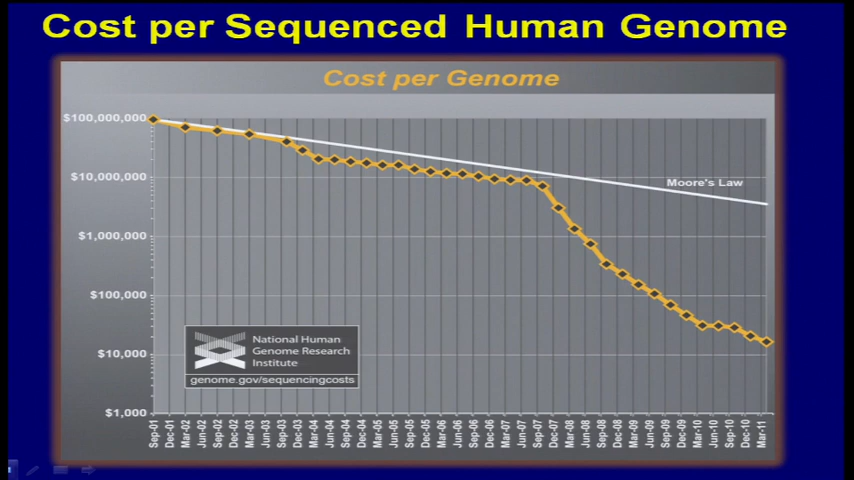 Cost per Sequenced Human Genome
Cost per Genome
$100,000,000
$10,000,000
$1,000,000
$100,000
$10,000
$1,000
Moore's Law
National Human
Genome Research
Institute
genome.gov/sequencingcosts
Sep-01
Dec-01
Mar-02
Jun-02
Sep-02
Dec-02
Mar-03
Jun-03
Sep-03
Dec-03
Mar-04
Jun-04
Sep-04
Dec-04
Mar-05
Jun-05
Sep-05
Dec-05
Mar-06
Jun-06
Sep-06
Dec-06
Mar-07
Jun-07
Sep-07
Dec-07
Mar-08
Jun-08
Sep-08
Dec-08
Mar-09
Jun-09
Sep-09
Dec-09
Mar-10
Jun-10
Sep-10
Dec-10
Mar-11